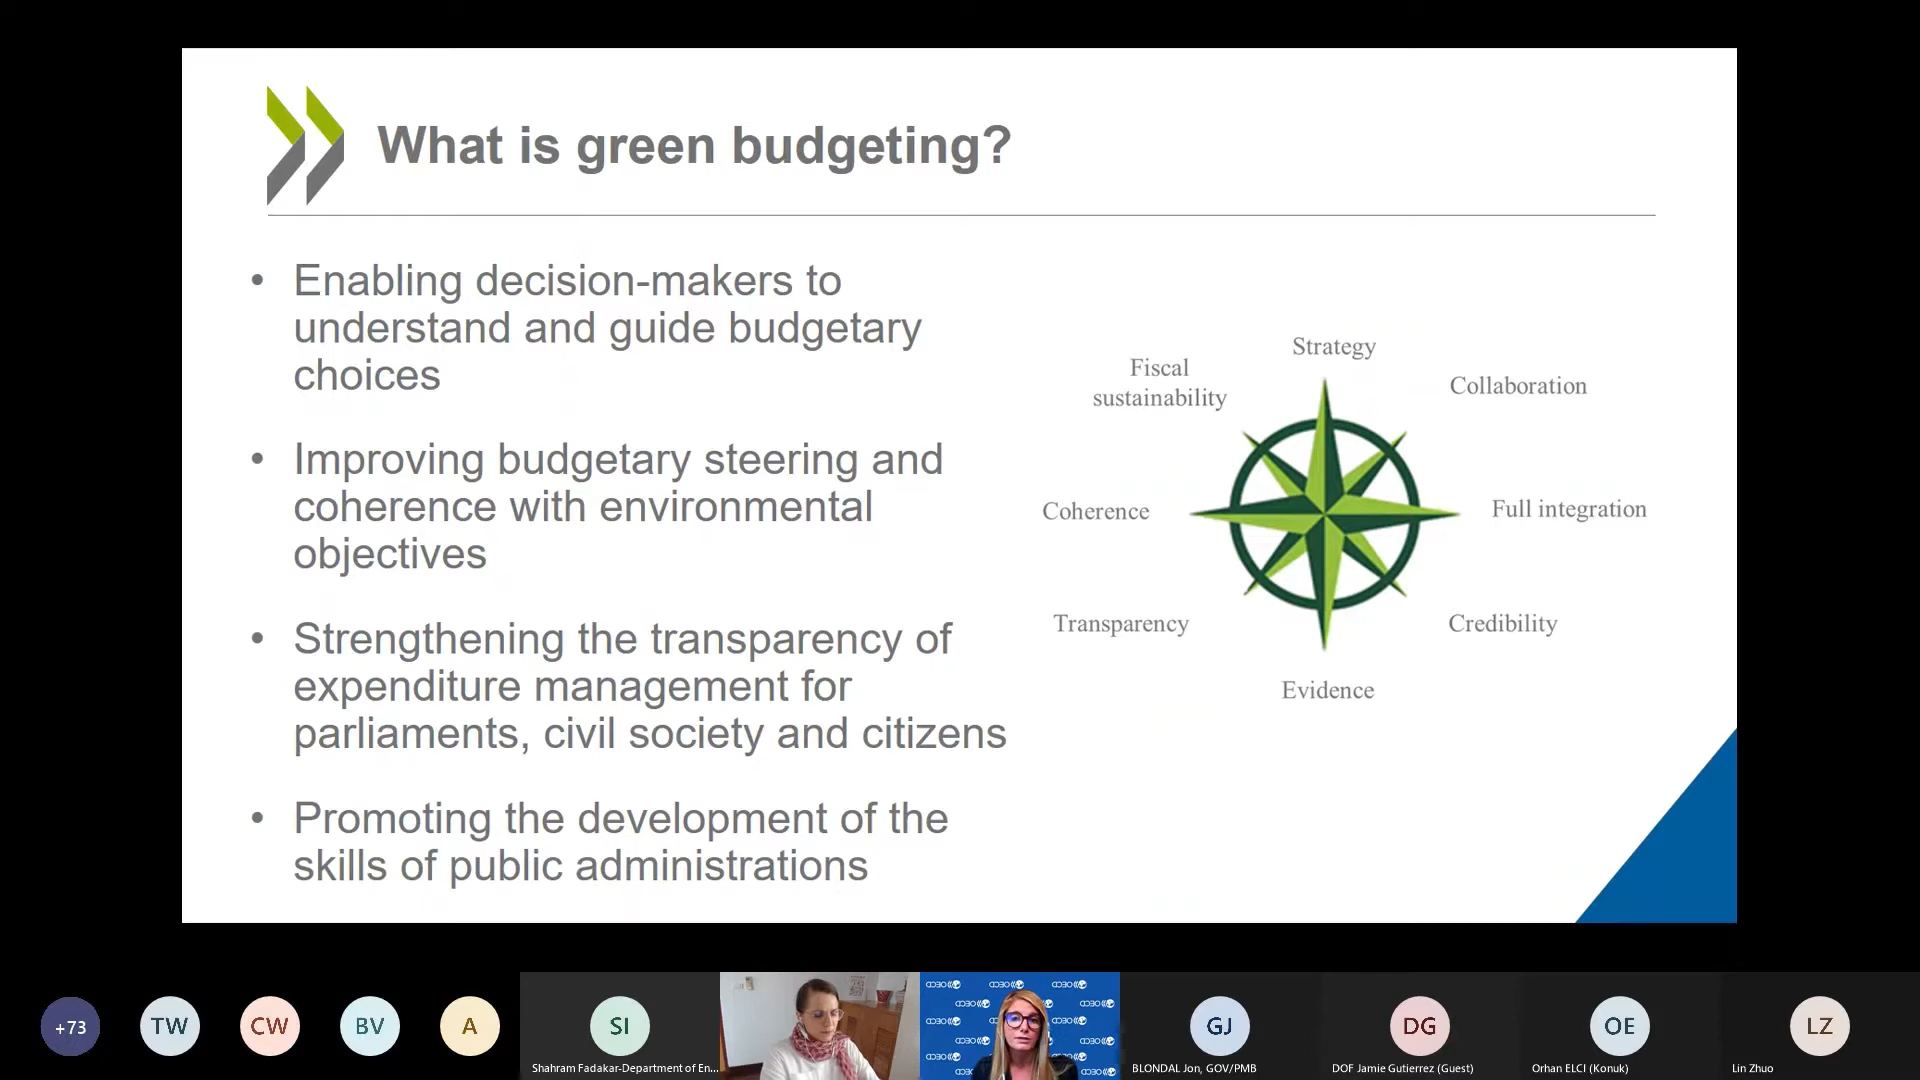 What is green budgeting?
• Enabling decision-makers to
understand and guide budgetary
choices
• Improving budgetary steering and
coherence with environmental
objectives
• Strengthening the transparency of
expenditure management for
parliaments, civil society and citizens
• Promoting the development of the
skills of public administrations
Strategy
Fiscal
sustainability
Collaboration
Coherence
Full integration
Transparency
Credibility
Evidence
+73
TW
CW
BV
A
SI
Shahram Fadakar-Department of En...
GJ
BLONDAL Jon, GOV/PMB
DG
DOF Jamie Gutierrez (Guest)
OE
Orhan ELCI (Konuk)
LZ
Lin Zhuo